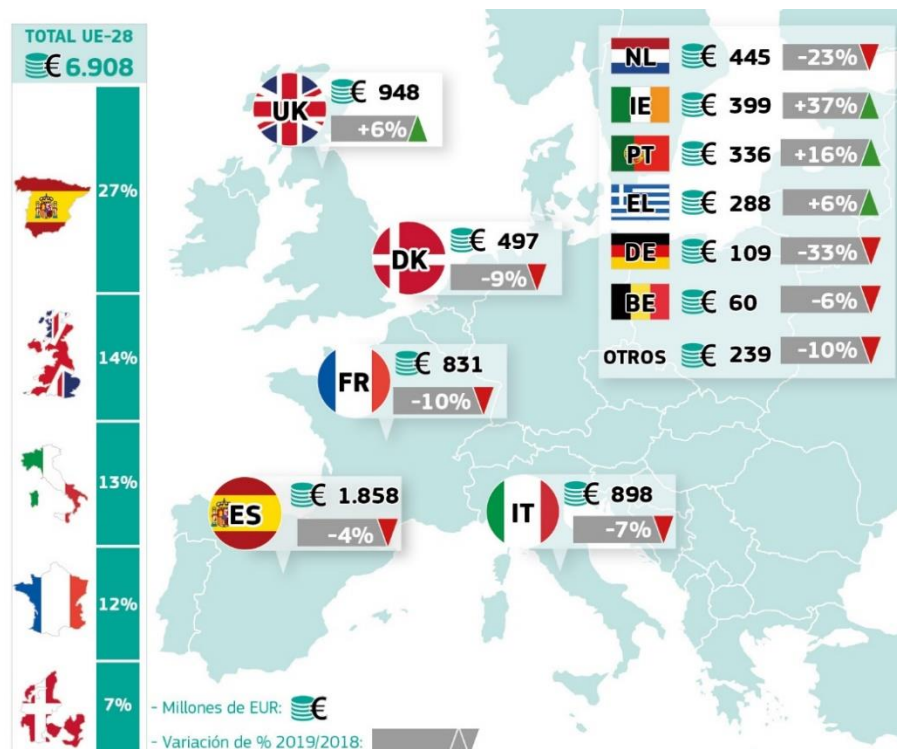 TOTAL UE-28
€ 6.908
27%
14%
13%
12%
7%
UK
€ 948
+6%
DK
€ 497
-9%
FR
€ 831
-10%
ES
€ 1.858
-4%
IT
€ 898
-7%
NL € 445 -23%
IE € 399 +37%
PT € 336 +16%
EL € 288 +6%
DE € 109 -33%
BE € 60 -6%
OTROS € 239 -10%
- Millones de EUR: €
- Variación de % 2019/2018: